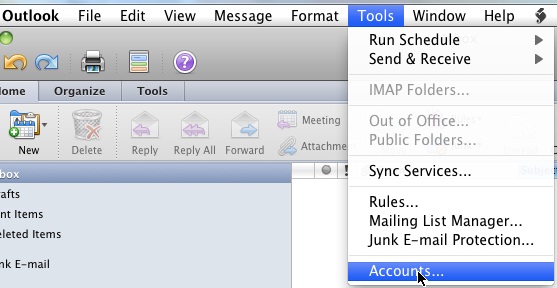 Outlook File Edit View Message Format Tools Window Help
Run Schedule
Send & Receive
IMAP Folders...
Out of Office...
Public Folders...
Sync Services...
Rules...
Mailing List Manager...
Junk E-mail Protection...
Accounts...
ome Organize Tools
New Delete Reply Reply All Forward
Meeting
Attachme
box
afts
nt Items
eleted Items
nk E-mail